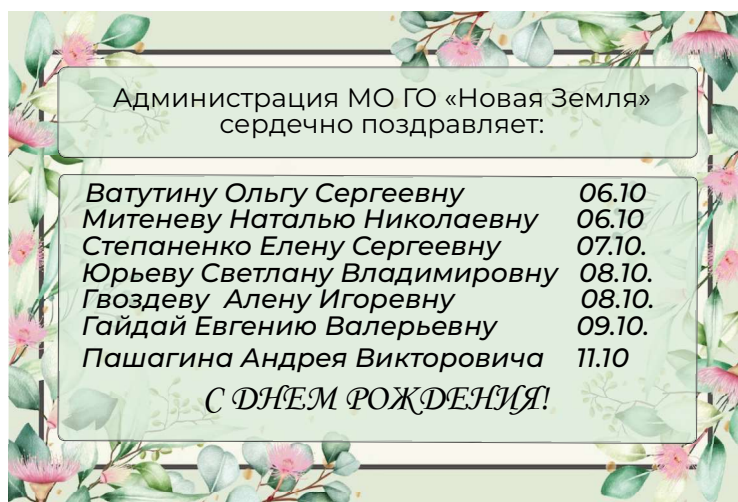 Администрация МО ГО «Новая Земля»
сердечно поздравляет:
Ватутину Ольгу Сергеевну 06.10
Митеневу Наталью Николаевну 06.10
Степаненко Елену Сергеевну 07.10.
Юрьеву Светлану Владимировну 08.10.
Гвоздеву Алену Игоревну 08.10.
Гайдай Евгению Валерьевну 09.10.
Пашагина Андрея Викторовича 11.10
С ДНЕМ РОЖДЕНИЯ!